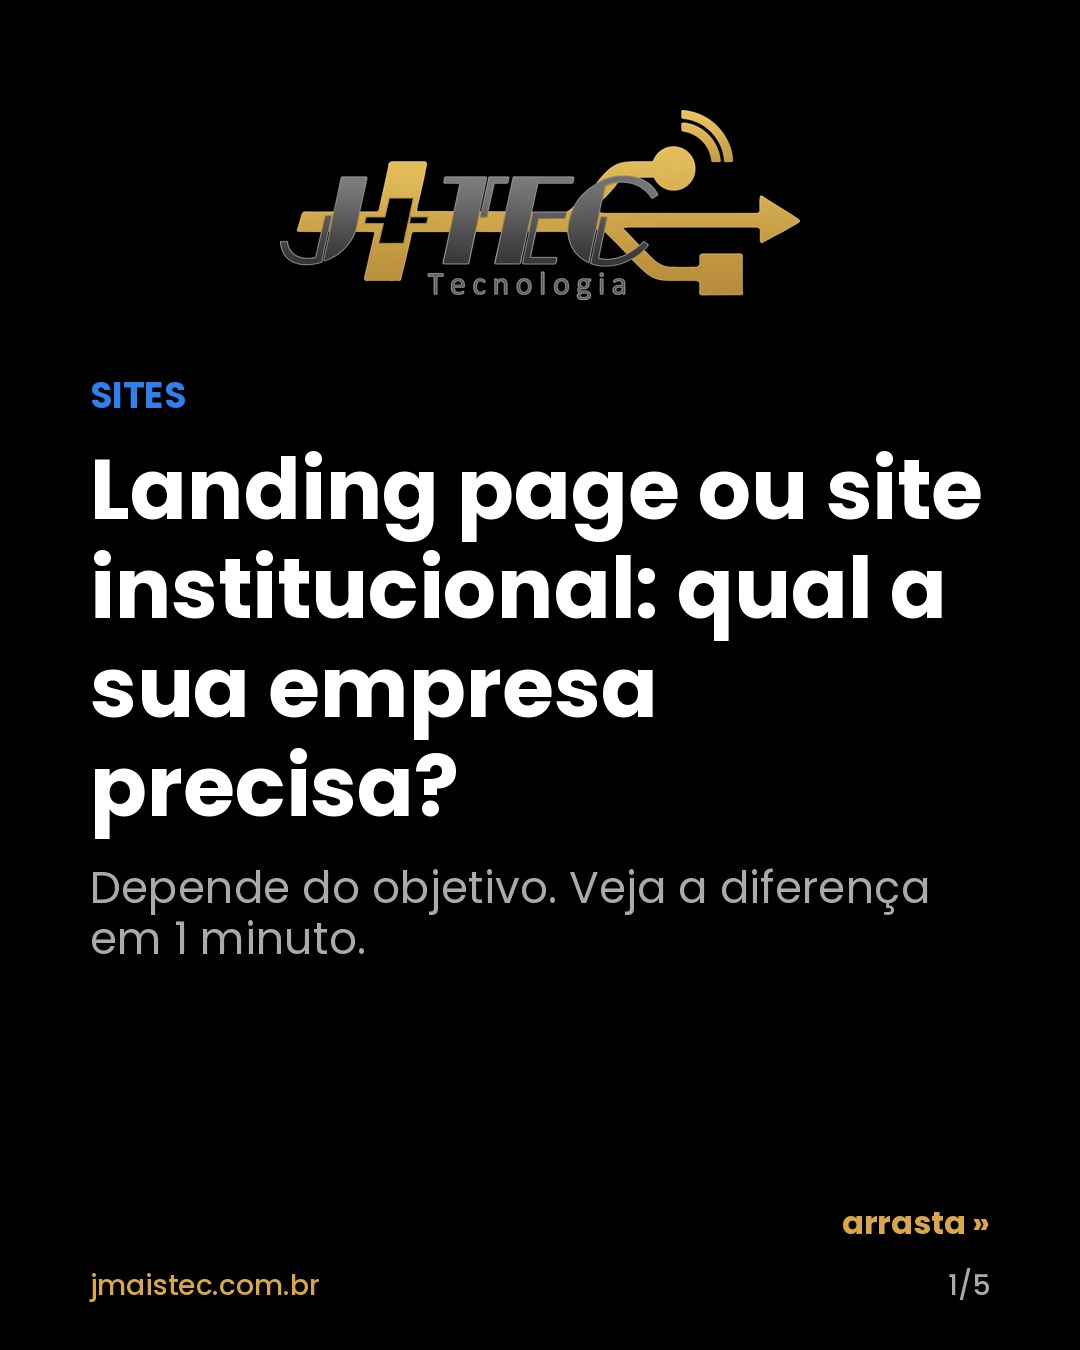 J+TEC
Tecnologia
SITES
Landing page ou site
institucional: qual a
sua empresa
precisa?
Depende do objetivo. Veja a diferença
em 1 minuto.
arrasta »
jmaistec.com.br
1/5